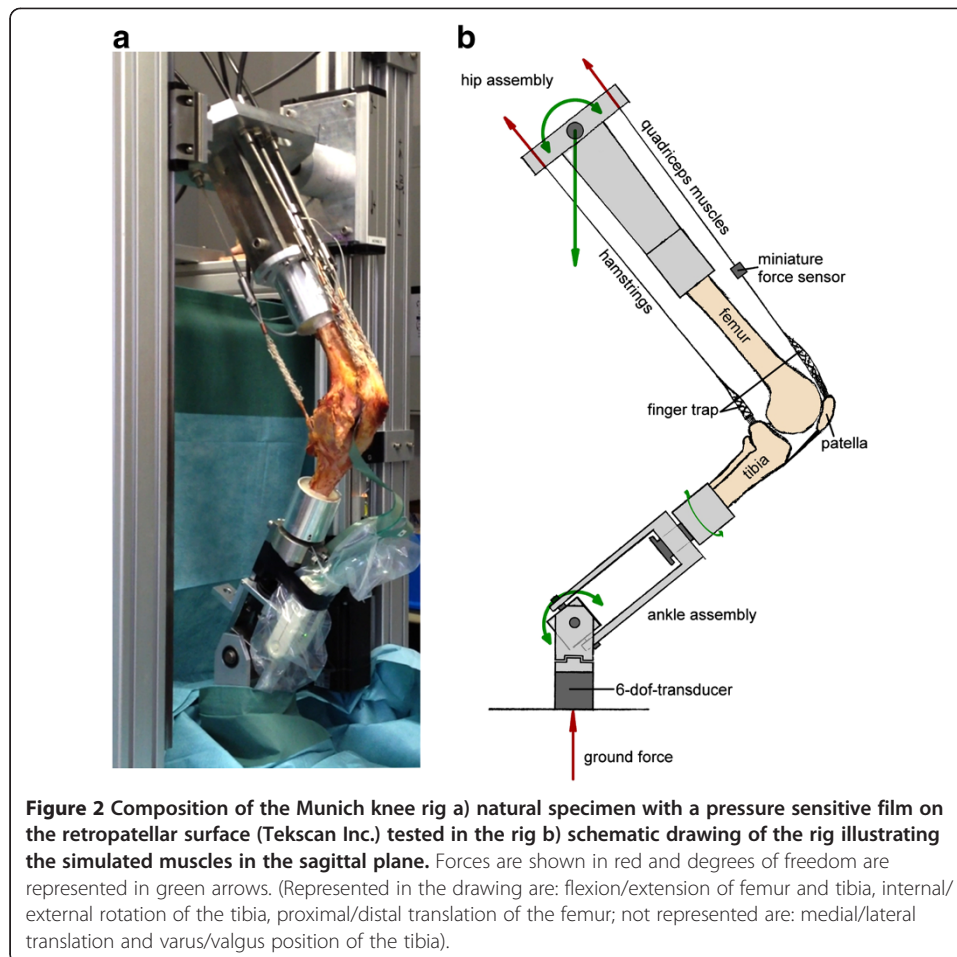 a
b
hip assembly
quadriceps muscles
miniature
force sensor
hamstrings
femur
finger trap
patella
tibia
ankle assembly
6-dof-transducer
ground force
Figure 2 Composition of the Munich knee rig a) natural specimen with a pressure sensitive film on
the retropatellar surface (Tekscan Inc.) tested in the rig b) schematic drawing of the rig illustrating
the simulated muscles in the sagittal plane. Forces are shown in red and degrees of freedom are
represented in green arrows. (Represented in the drawing are: flexion/extension of femur and tibia, internal/
external rotation of the tibia, proximal/distal translation of the femur; not represented are: medial/lateral
translation and varus/valgus position of the tibia).